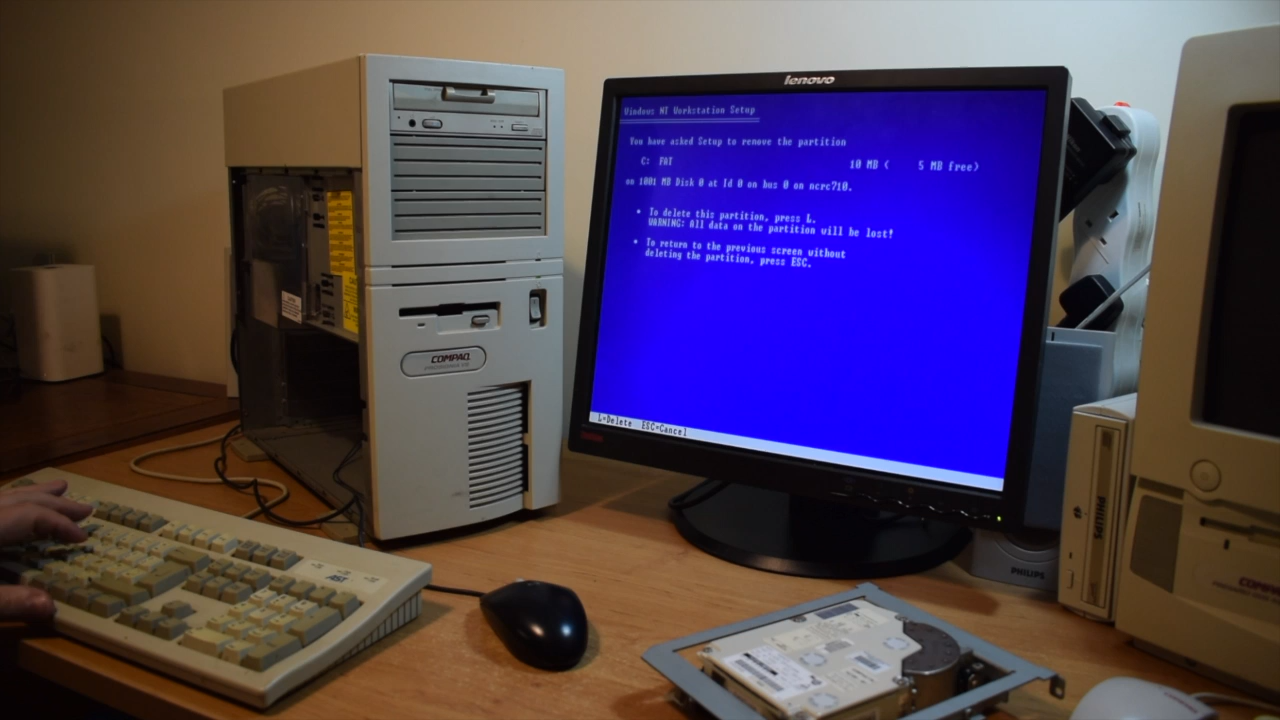 lenovo
Windows NT Workstation Setup
You have asked Setup to remove the partition
C: FAT 10 MB ( 5 MB free)
on 1001 MB Disk 0 at Id 0 on bus 0 on ncrc710.
• To delete this partition, press L.
WARNING: All data on the partition will be lost!
• To return to the previous screen without
deleting the partition, press ESC.
L=Delete ESC=Cancel
COMPAQ
AST
PHILIPS
PHILIPS
COMPAQ